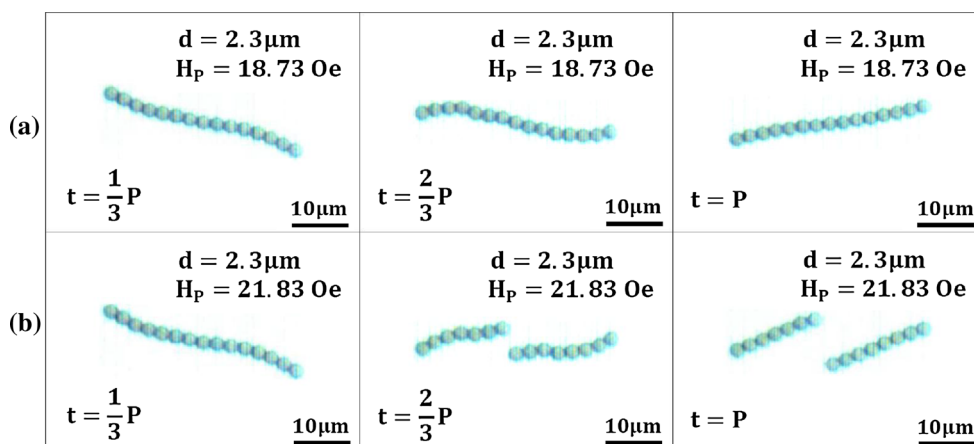 d = 2.3μm
H_P = 18.73 Oe
t = 1/3 P
10μm
d = 2.3μm
H_P = 18.73 Oe
t = 2/3 P
10μm
d = 2.3μm
H_P = 18.73 Oe
t = P
10μm
(a)
d = 2.3μm
H_P = 21.83 Oe
t = 1/3 P
10μm
d = 2.3μm
H_P = 21.83 Oe
t = 2/3 P
10μm
d = 2.3μm
H_P = 21.83 Oe
t = P
10μm
(b)